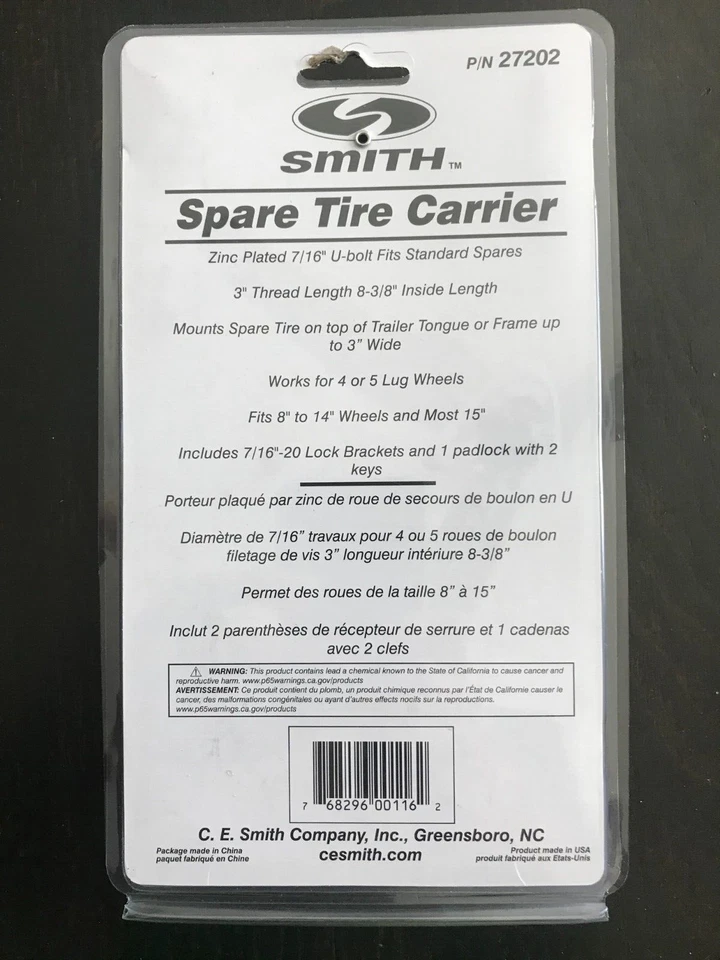 P/N 27202
SMITH™
Spare Tire Carrier
Zinc Plated 7/16" U-bolt Fits Standard Spares
3" Thread Length 8-3/8" Inside Length
Mounts Spare Tire on top of Trailer Tongue or Frame up
to 3” Wide
Works for 4 or 5 Lug Wheels
Fits 8" to 14" Wheels and Most 15"
Includes 7/16"-20 Lock Brackets and 1 padlock with 2
keys
Porteur plaqué par zinc de roue de secours de boulon en U
Diamètre de 7/16” travaux pour 4 ou 5 roues de boulon
filetage de vis 3” longueur intériure 8-3/8”
Permet des roues de la taille 8” à 15”
Inclut 2 parenthèses de récepteur de serrure et 1 cadenas
avec 2 clefs
⚠ WARNING: This product contains lead a chemical known to the State of California to cause cancer and
reproductive harm. www.p65warnings.ca.gov/products
AVERTISSEMENT: Ce produit contient du plomb, un produit chimique reconnus par l'État de Californie causer le
cancer, des malformations congénitales ou ayant d'autres effects nocifs sur la reproductions.
www.p65warnings.ca.gov/products
7 68296 00116 2
C. E. Smith Company, Inc., Greensboro, NC
Package made in China
paquet fabriqué en Chine
cesmith.com
Product made in USA
produit fabriqué aux Etats-Unis